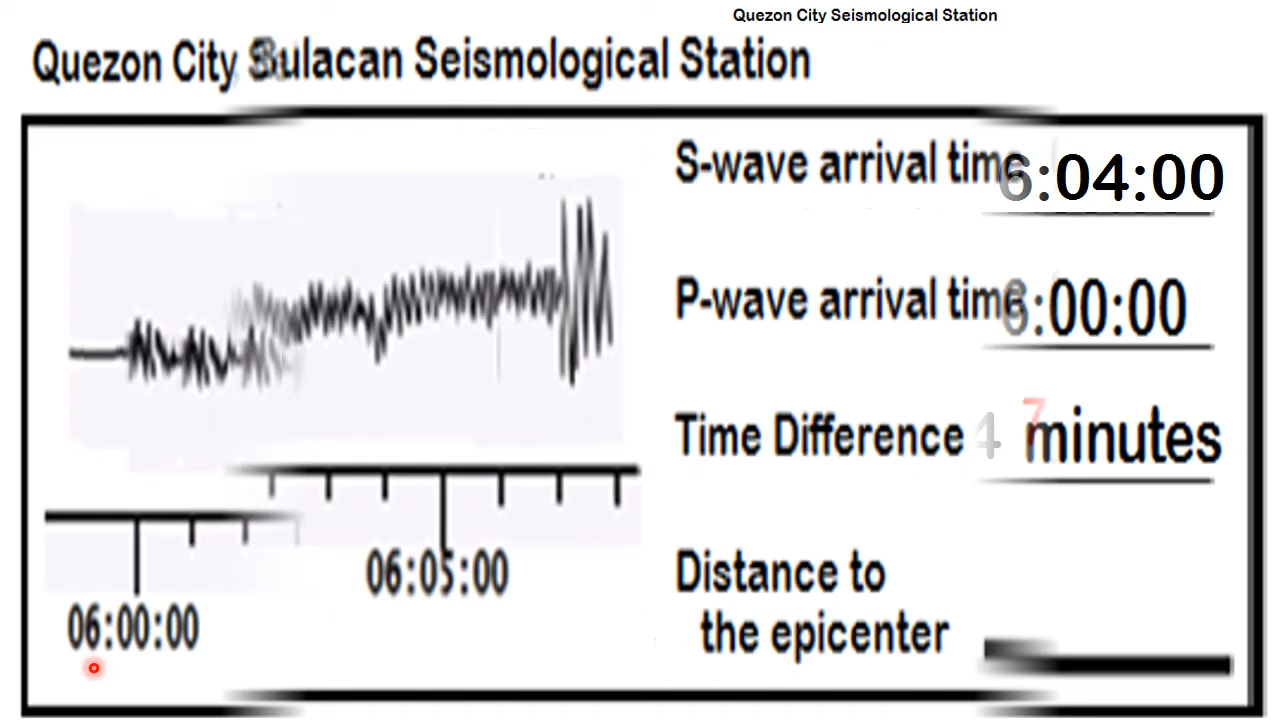 Quezon City Seismological Station
Quezon City Bulacan Seismological Station
S-wave arrival time 6:04:00
P-wave arrival time 6:00:00
Time Difference 4 7 minutes
Distance to
the epicenter
06:05:00
06:00:00